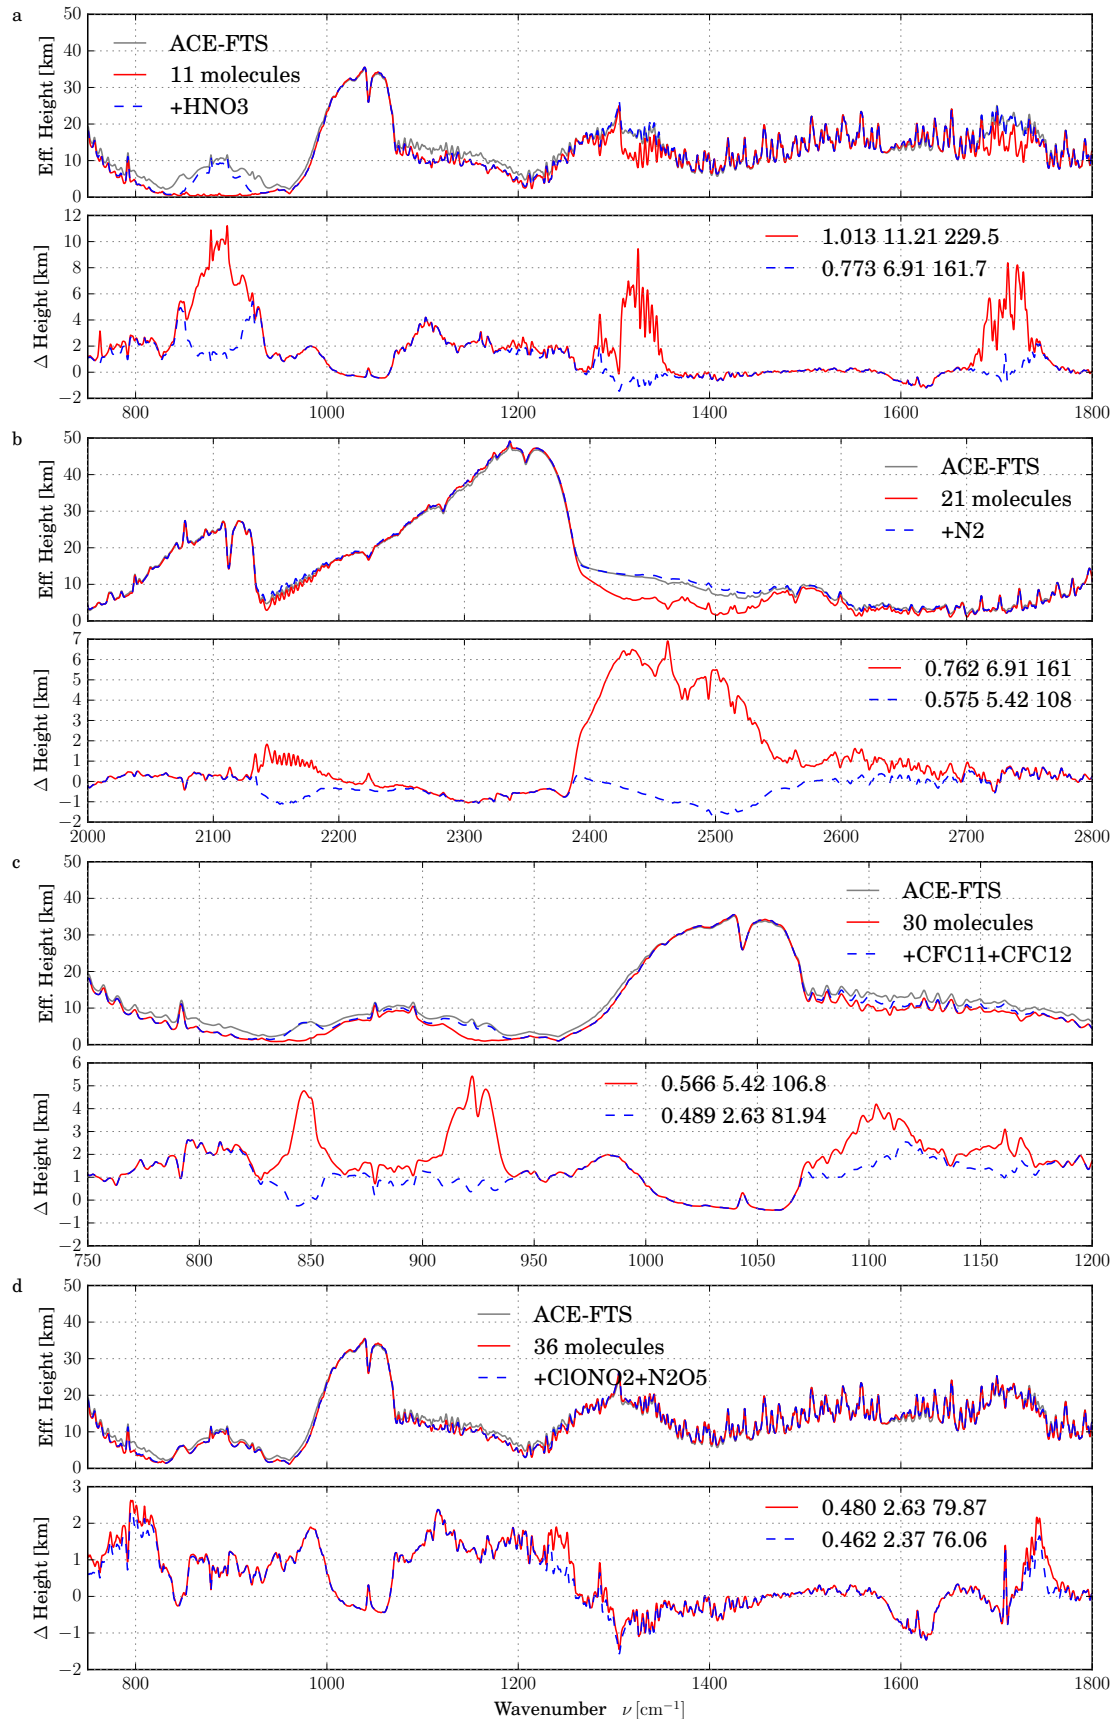 a
50
40
30
20
10
0
Eff. Height [km]
ACE-FTS
11 molecules
+HNO3
12
10
8
6
4
2
0
−2
Δ Height [km]
1.013 11.21 229.5
0.773 6.91 161.7
800 1000 1200 1400 1600 1800
b
50
40
30
20
10
0
Eff. Height [km]
ACE-FTS
21 molecules
+N2
7
6
5
4
3
2
1
0
−1
−2
Δ Height [km]
0.762 6.91 161
0.575 5.42 108
2000 2100 2200 2300 2400 2500 2600 2700 2800
c
50
40
30
20
10
0
Eff. Height [km]
ACE-FTS
30 molecules
+CFC11+CFC12
6
5
4
3
2
1
0
−1
−2
Δ Height [km]
0.566 5.42 106.8
0.489 2.63 81.94
750 800 850 900 950 1000 1050 1100 1150 1200
d
50
40
30
20
10
0
Eff. Height [km]
ACE-FTS
36 molecules
+ClONO2+N2O5
3
2
1
0
−1
−2
Δ Height [km]
0.480 2.63 79.87
0.462 2.37 76.06
800 1000 1200 1400 1600 1800
Wavenumber ν [cm⁻¹]